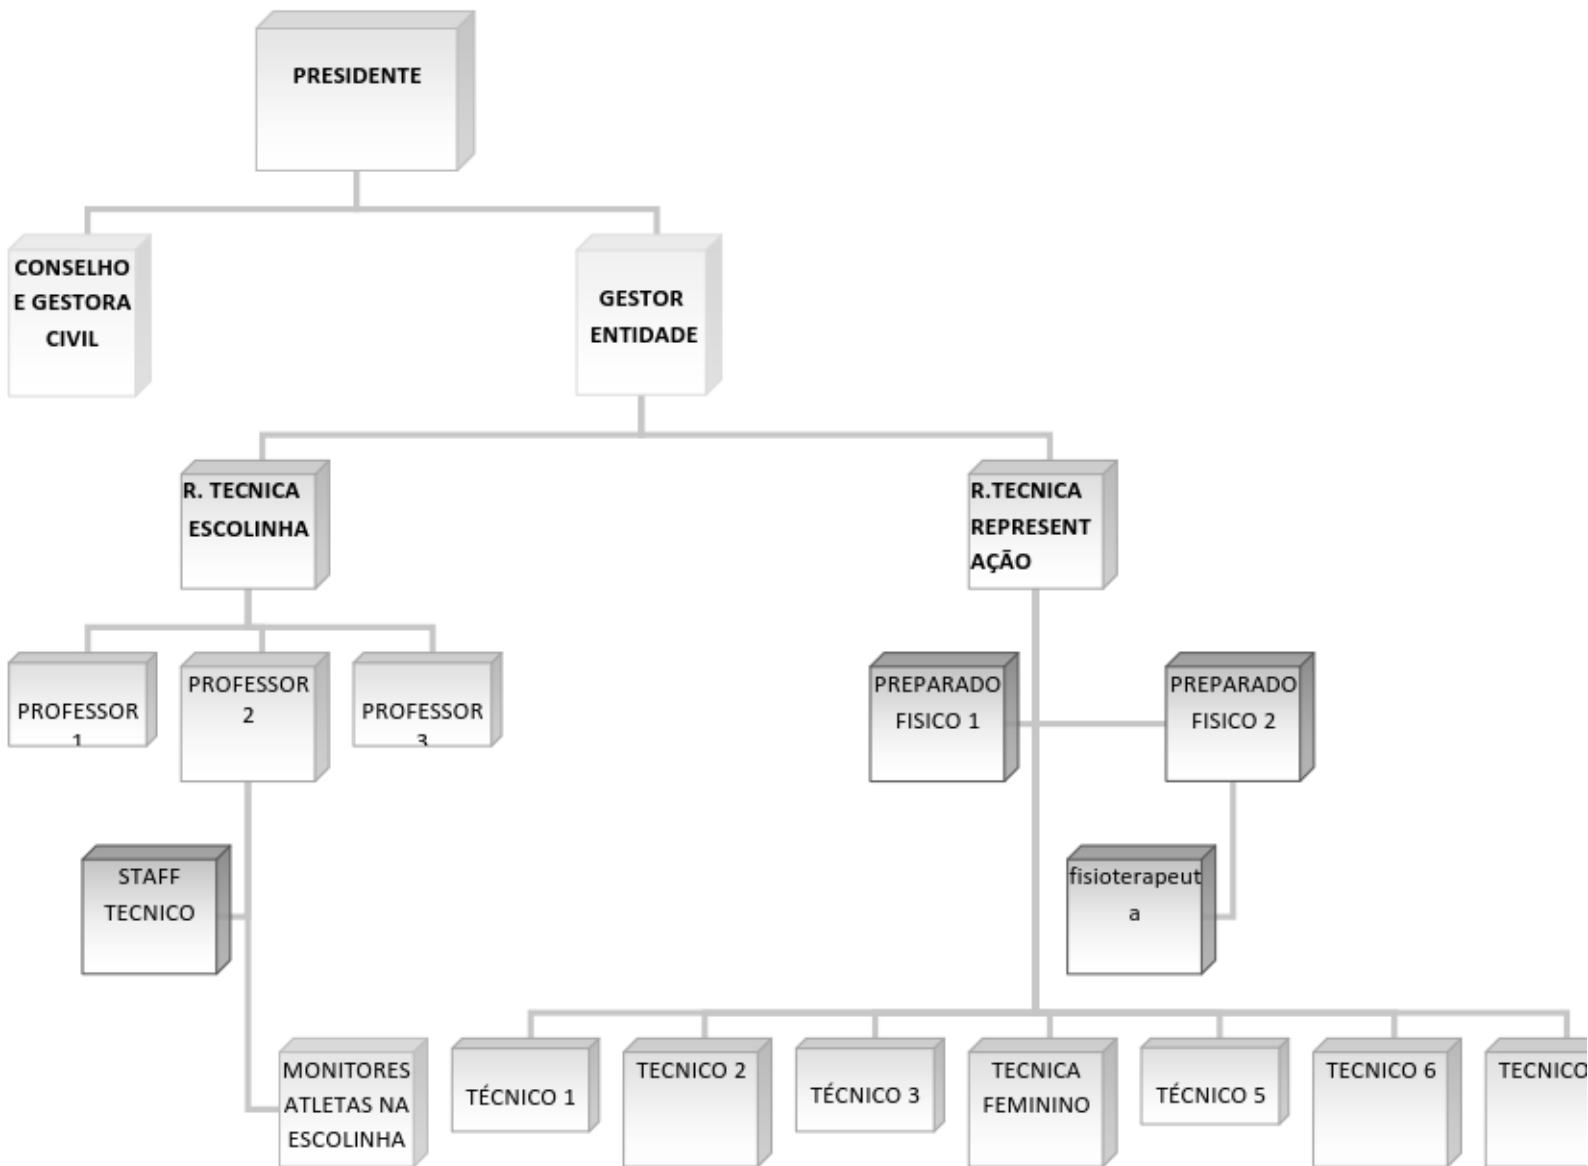 PRESIDENTE
CONSELHO
E GESTORA
CIVIL
GESTOR
ENTIDADE
R. TECNICA
ESCOLINHA
R.TECNICA
REPRESENT
AÇÃO
PROFESSOR
1
PROFESSOR
2
PROFESSOR
3
PREPARADO
FISICO 1
PREPARADO
FISICO 2
STAFF
TECNICO
fisioterapeut
a
MONITORES
ATLETAS NA
ESCOLINHA
TÉCNICO 1
TECNICO 2
TÉCNICO 3
TECNICA
FEMININO
TÉCNICO 5
TECNICO 6
TECNICO